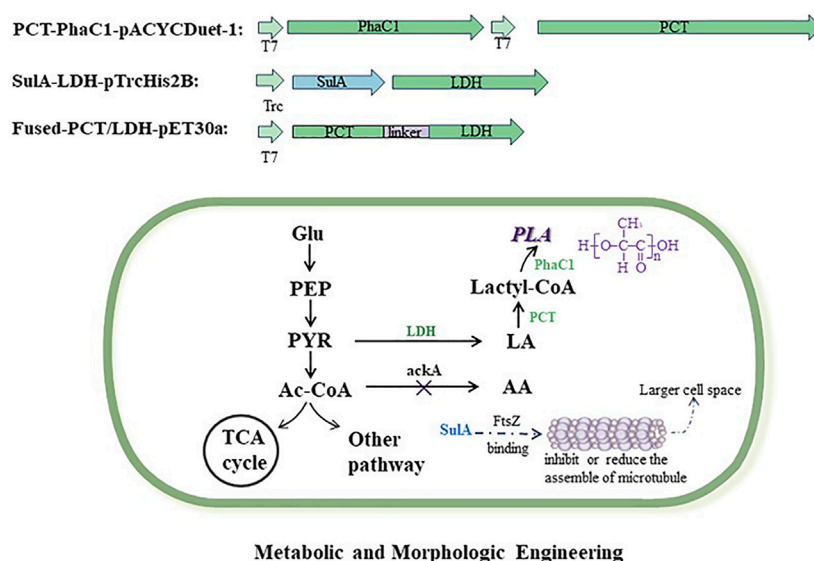 PCT-PhaC1-pACYCDuet-1:
PhaC1
PCT
T7
T7
SulA-LDH-pTrcHis2B:
SulA
LDH
Trc
Fused-PCT/LDH-pET30a:
PCT
linker
LDH
T7
Glu
PEP
PYR
Ac-CoA
TCA
cycle
Other
pathway
LDH
ackA
PLA
PhaC1
Lactyl-CoA
PCT
LA
AA
CH₃
H-[-O-C-C-]-OH
n
H O
SulA
FtsZ
binding
Larger cell space
inhibit or reduce the
assemble of microtubule
Metabolic and Morphologic Engineering